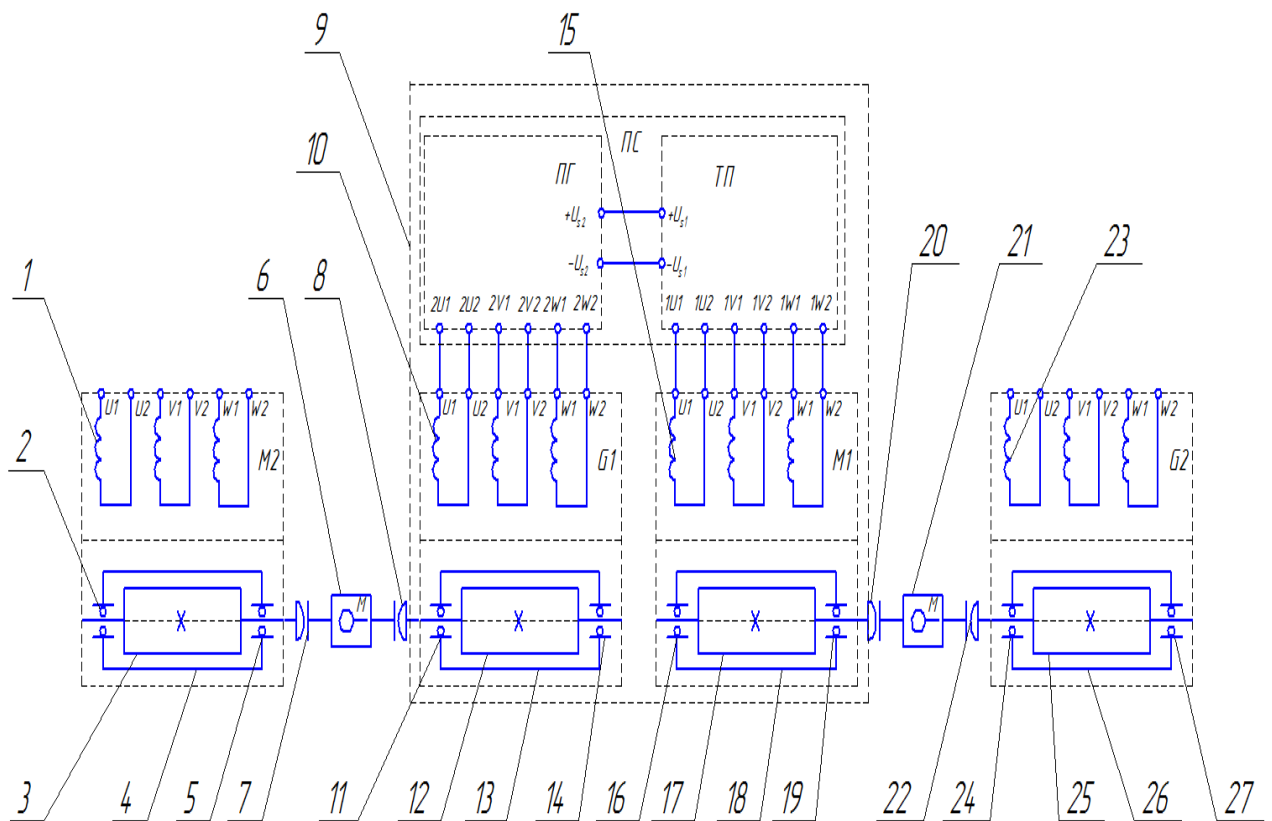 9 15
ПС
10 ПГ ТП
+Us2 +Us1
20 21 23
1 6 8 -Us2 -Us1
2U1 2U2 2V1 2V2 2W1 2W2 1U1 1U2 1V1 1V2 1W1 1W2
U1 U2 V1 V2 W1 W2 U1 U2 V1 V2 W1 W2 U1 U2 V1 V2 W1 W2 U1 U2 V1 V2 W1 W2
2 M2 G1 M1 G2
M M
3 4 5 7 11 12 13 14 16 17 18 19 22 24 25 26 27